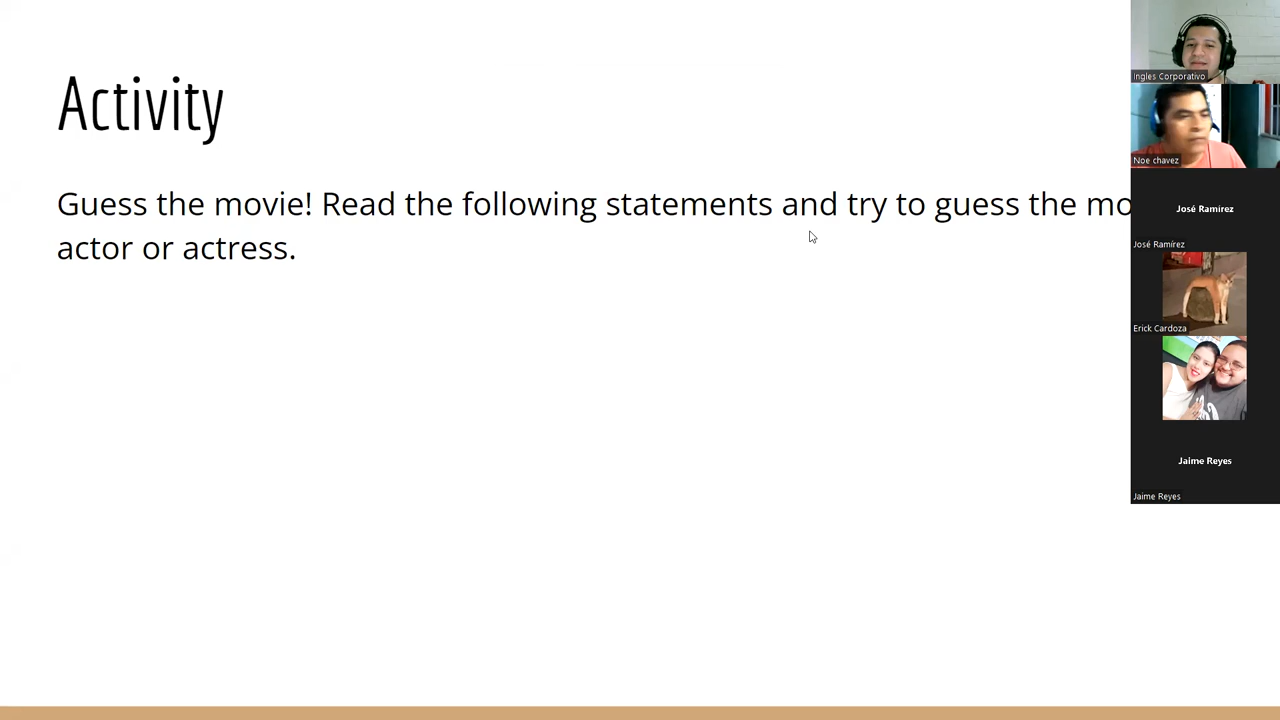 Activity
Guess the movie! Read the following statements and try to guess the
actor or actress.
Ingles Corporativo
Noe chavez
José Ramírez
José Ramírez
Erick Cardoza
Jaime Reyes
Jaime Reyes